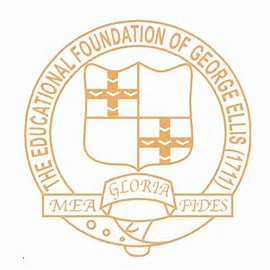 THE EDUCATIONAL FOUNDATION OF GEORGE ELLIS (1711)
GLORIA
MEA FIDES